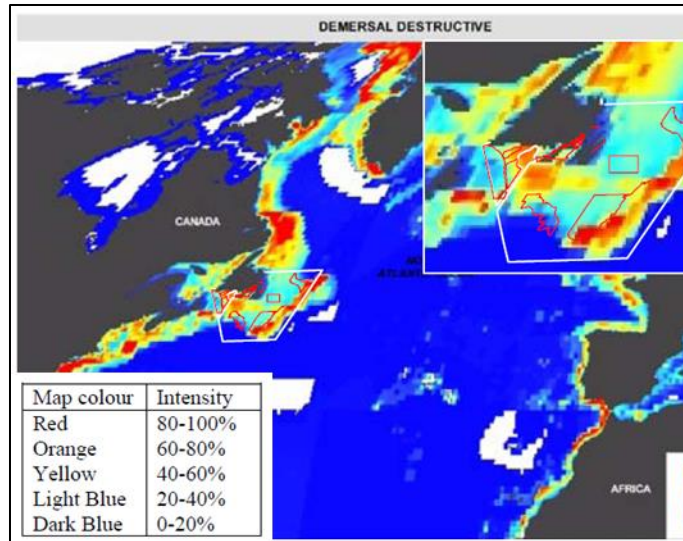 DEMERSAL DESTRUCTIVE
CANADA
AFRICA
Map colour Intensity
Red 80-100%
Orange 60-80%
Yellow 40-60%
Light Blue 20-40%
Dark Blue 0-20%